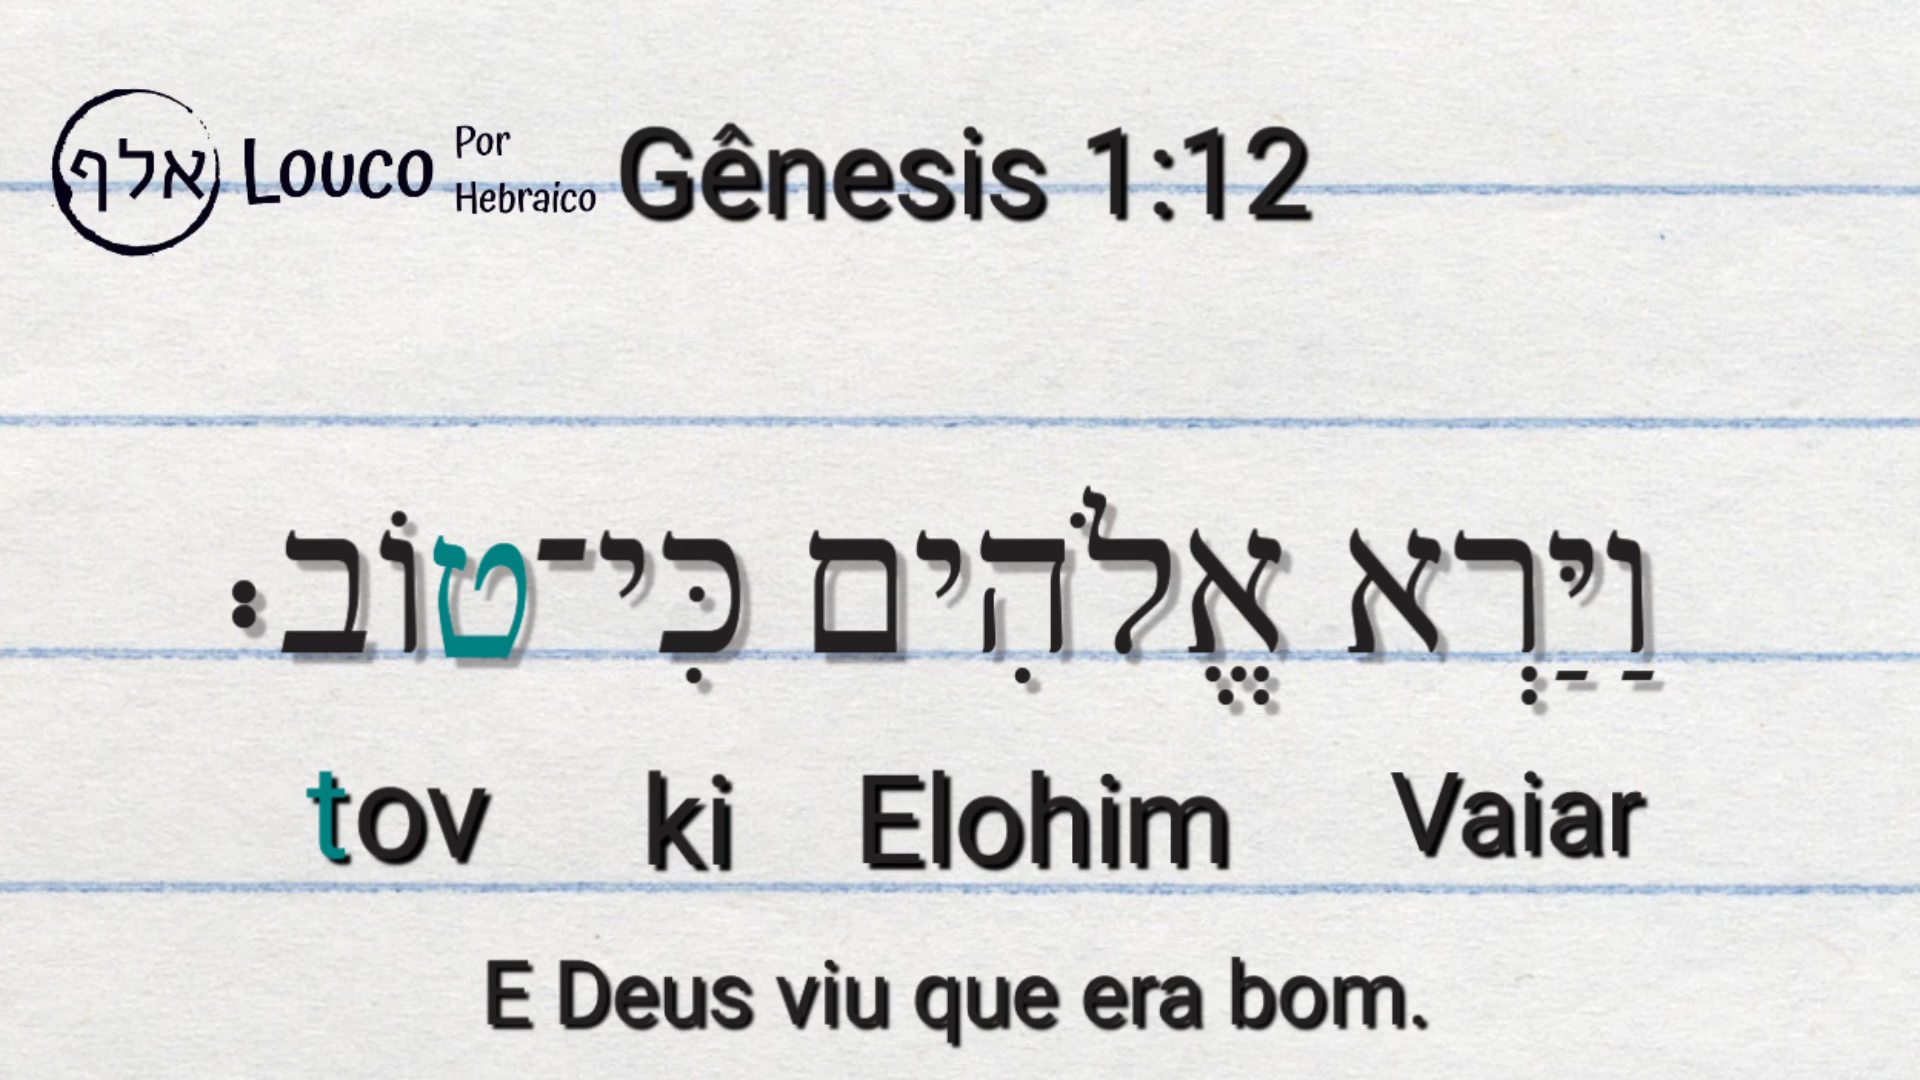 אלף Louco Por Hebraico
Gênesis 1:12
וַיַּרְא אֱלֹהִים כִּי־טוֹב׃
tov ki Elohim Vaiar
E Deus viu que era bom.